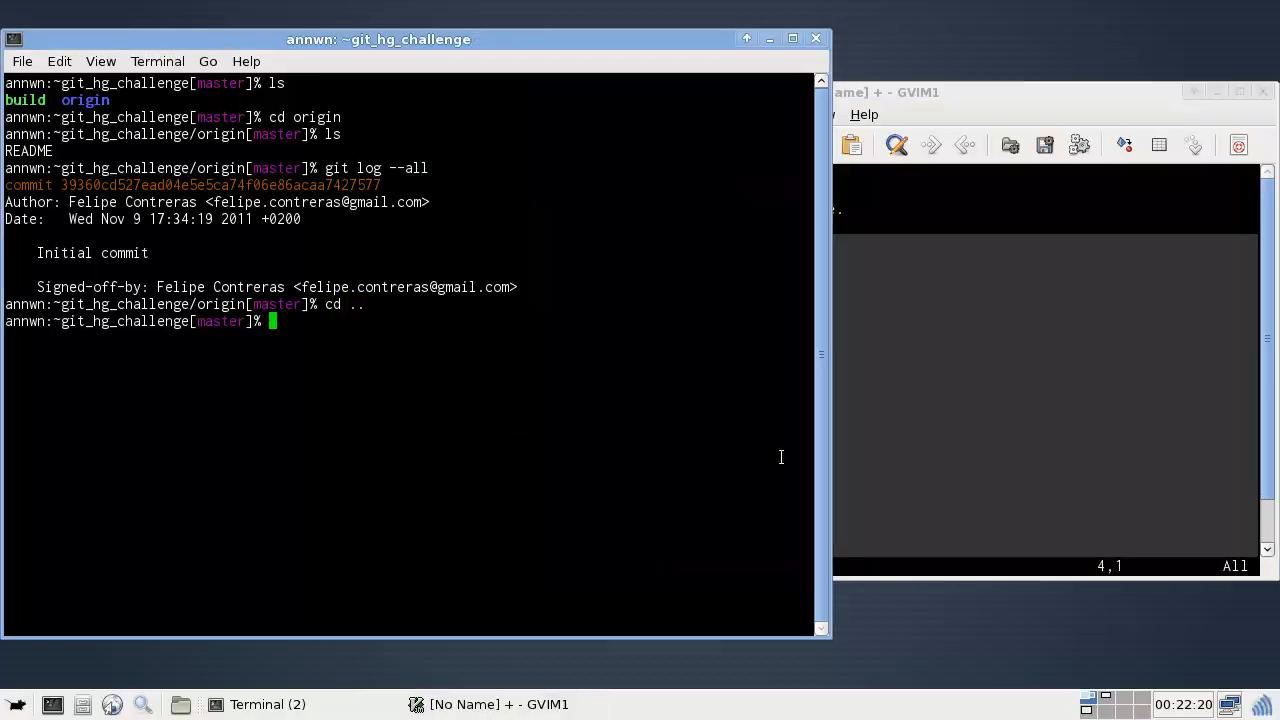 annwn: ~git_hg_challenge
File Edit View Terminal Go Help
annwn:~git_hg_challenge[master]% ls
build origin
annwn:~git_hg_challenge[master]% cd origin
annwn:~git_hg_challenge/origin[master]% ls
README
annwn:~git_hg_challenge/origin[master]% git log --all
commit 39360cd527ead04e5e5ca74f06e86acaa7427577
Author: Felipe Contreras <felipe.contreras@gmail.com>
Date: Wed Nov 9 17:34:19 2011 +0200
Initial commit
Signed-off-by: Felipe Contreras <felipe.contreras@gmail.com>
annwn:~git_hg_challenge/origin[master]% cd ..
annwn:~git_hg_challenge[master]%
ame] + - GVIM1
Help
4,1 All
Terminal (2) [No Name] + - GVIM1 00:22:20